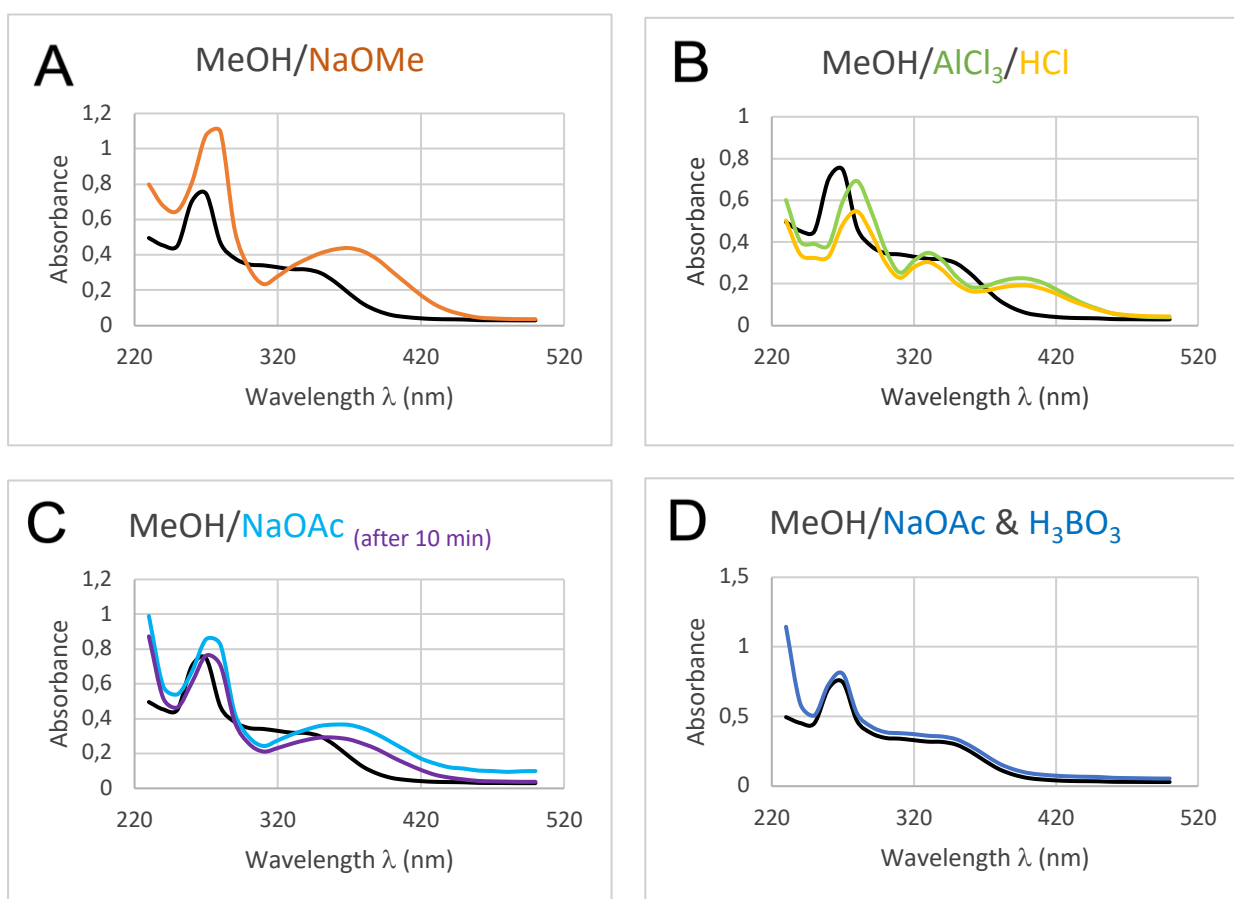 A
MeOH/NaOMe
Absorbance
1,2
1
0,8
0,6
0,4
0,2
0
220
320
420
520
Wavelength λ (nm)
B
MeOH/AlCl₃/HCl
Absorbance
1
0,8
0,6
0,4
0,2
0
220
320
420
520
Wavelength λ (nm)
C
MeOH/NaOAc (after 10 min)
Absorbance
1,2
1
0,8
0,6
0,4
0,2
0
220
320
420
520
Wavelength λ (nm)
D
MeOH/NaOAc & H₃BO₃
Absorbance
1,5
1
0,5
0
220
320
420
520
Wavelength λ (nm)